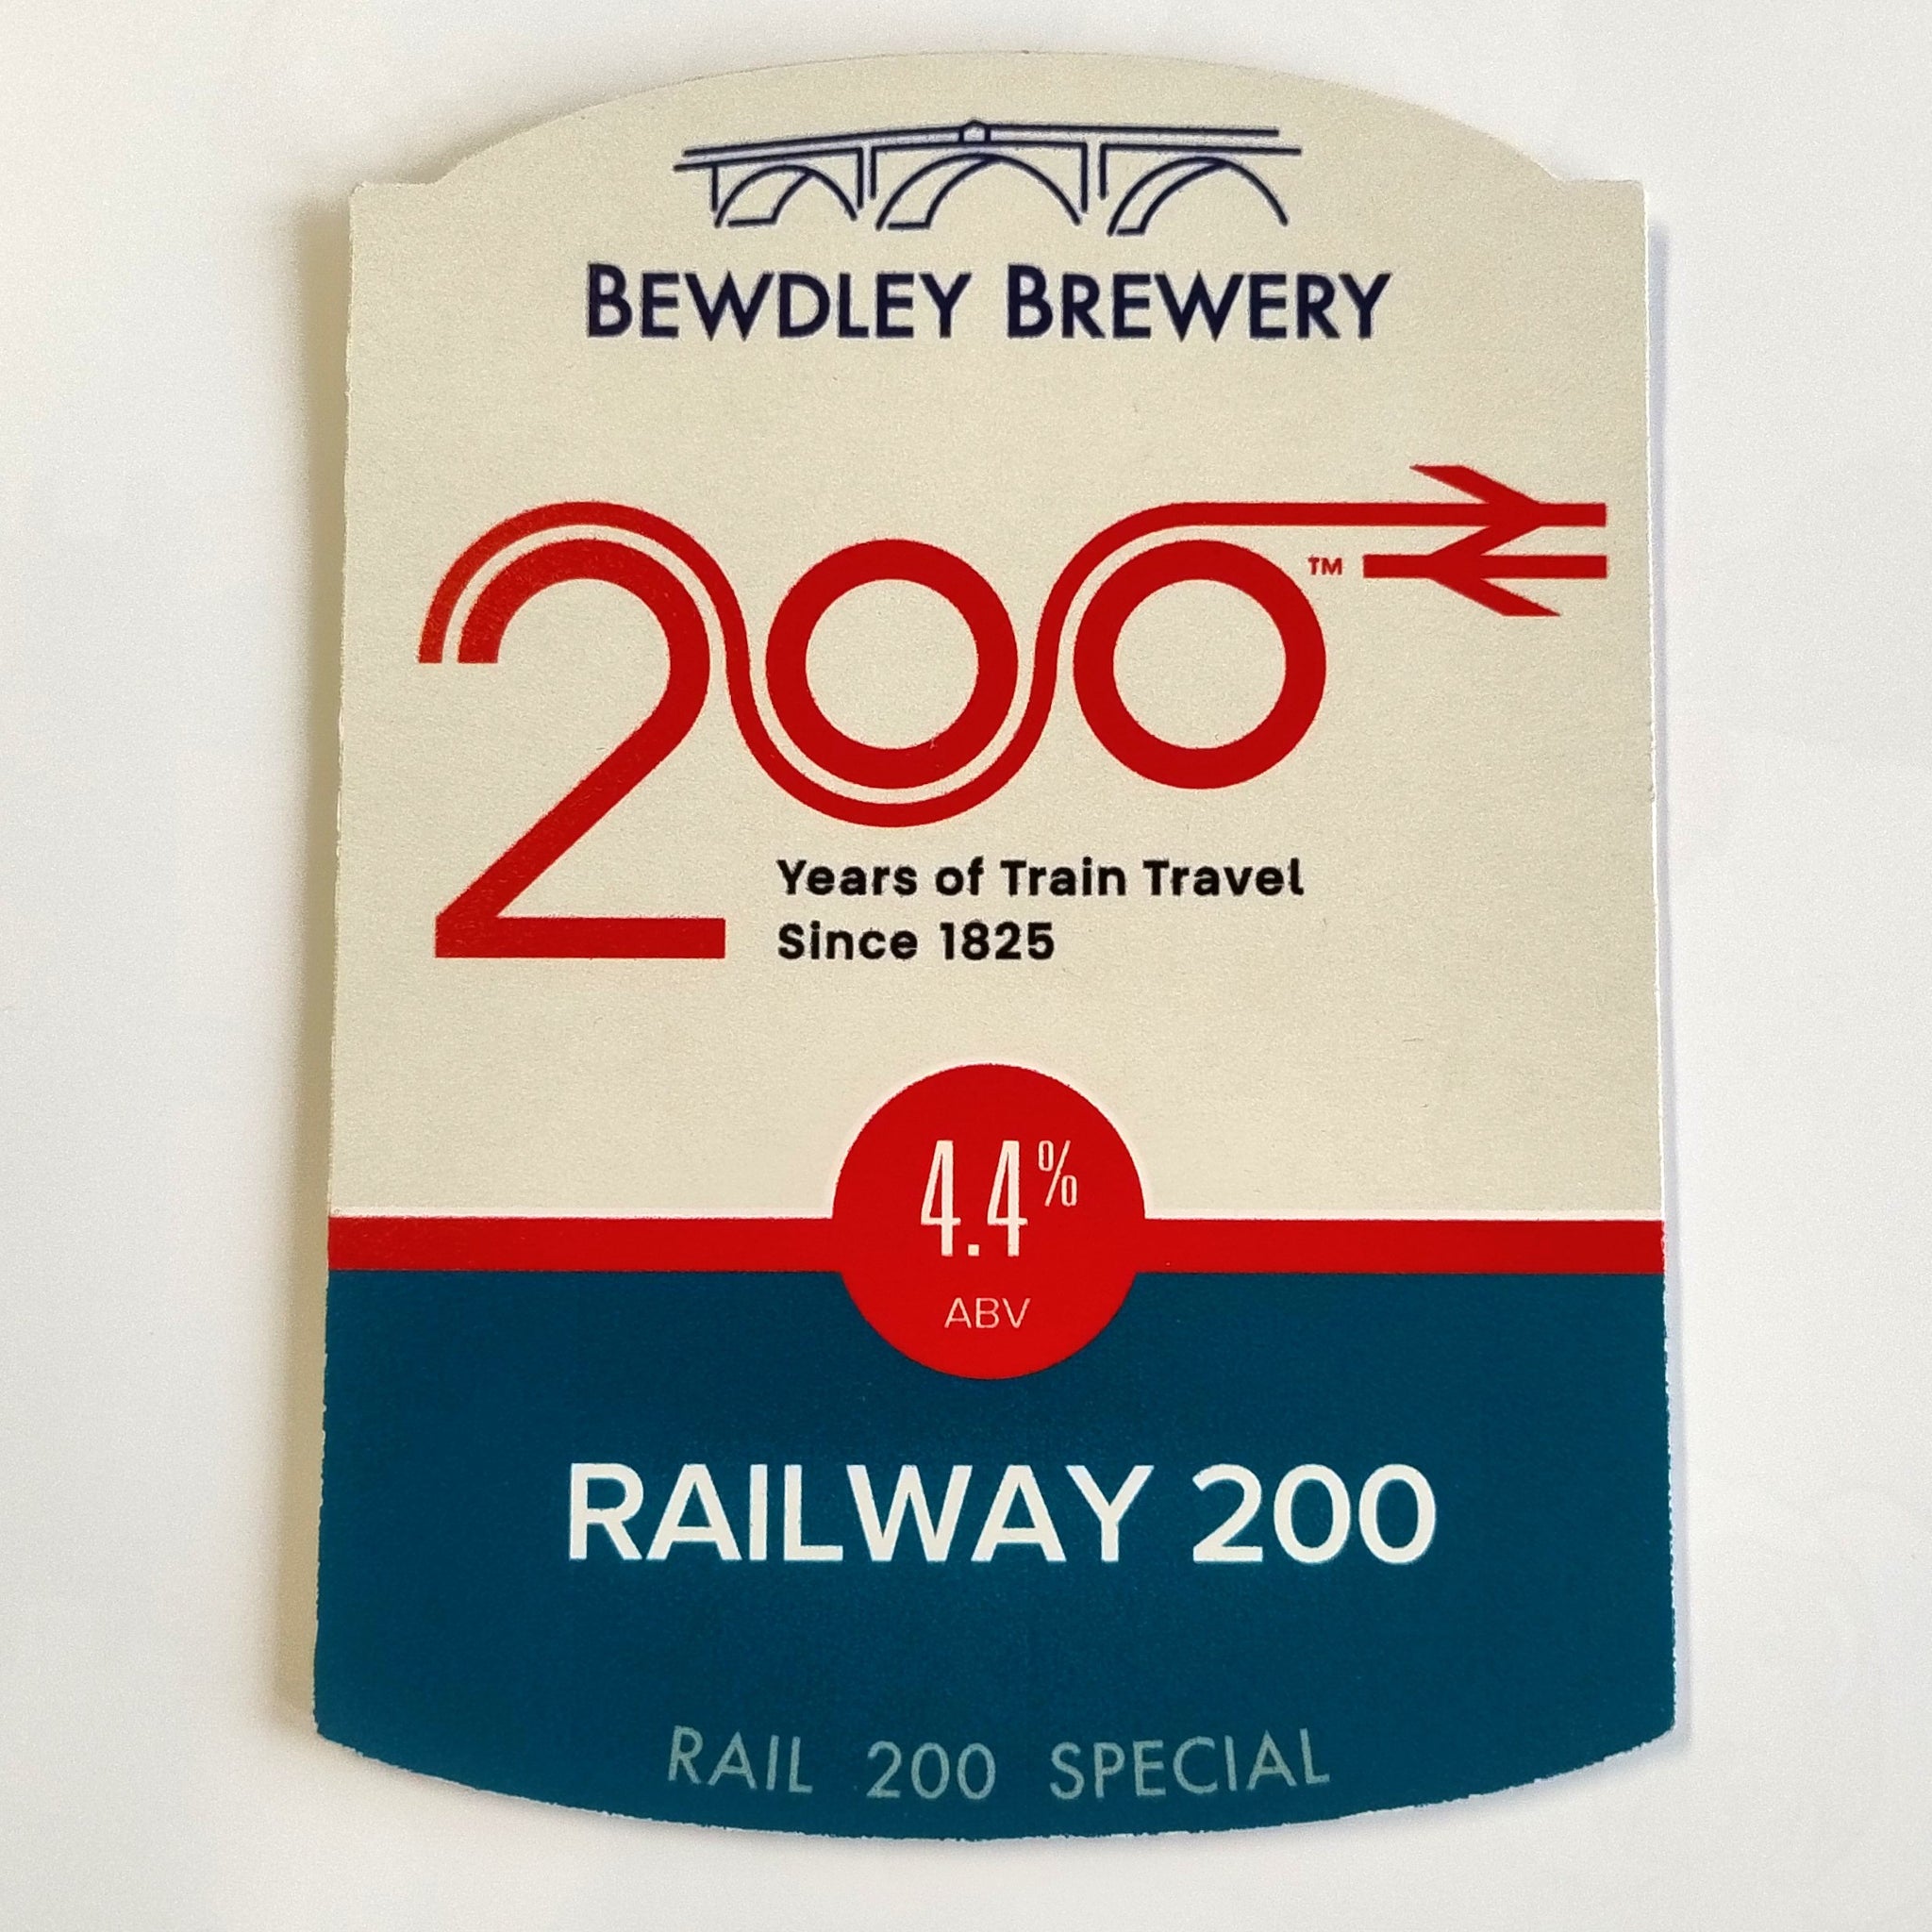 BEWDLEY BREWERY
200™
Years of Train Travel
Since 1825
4.4%
ABV
RAILWAY 200
RAIL 200 SPECIAL